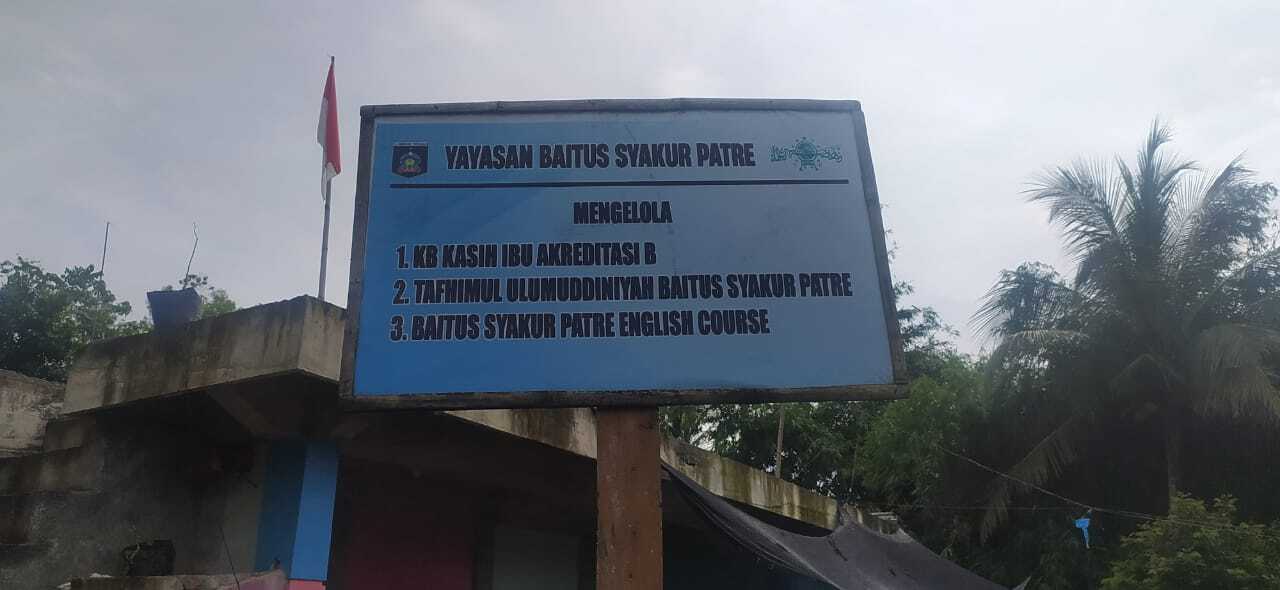 YAYASAN BAITUS SYAKUR PATRE
MENGELOLA
1. KB KASIH IBU AKREDITASI B
2. TAFHIMUL ULUMUDDINIYAH BAITUS SYAKUR PATRE
3. BAITUS SYAKUR PATRE ENGLISH COURSE